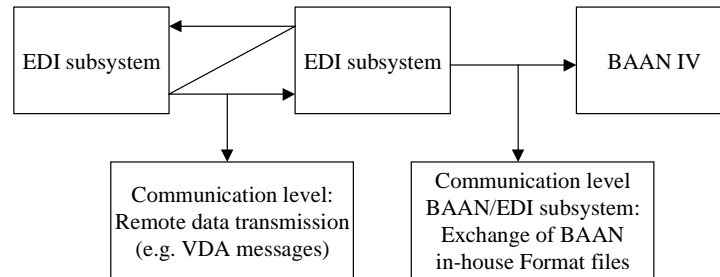 EDI subsystem
EDI subsystem
BAAN IV
Communication level:
Remote data transmission
(e.g. VDA messages)
Communication level
BAAN/EDI subsystem:
Exchange of BAAN
in-house Format files